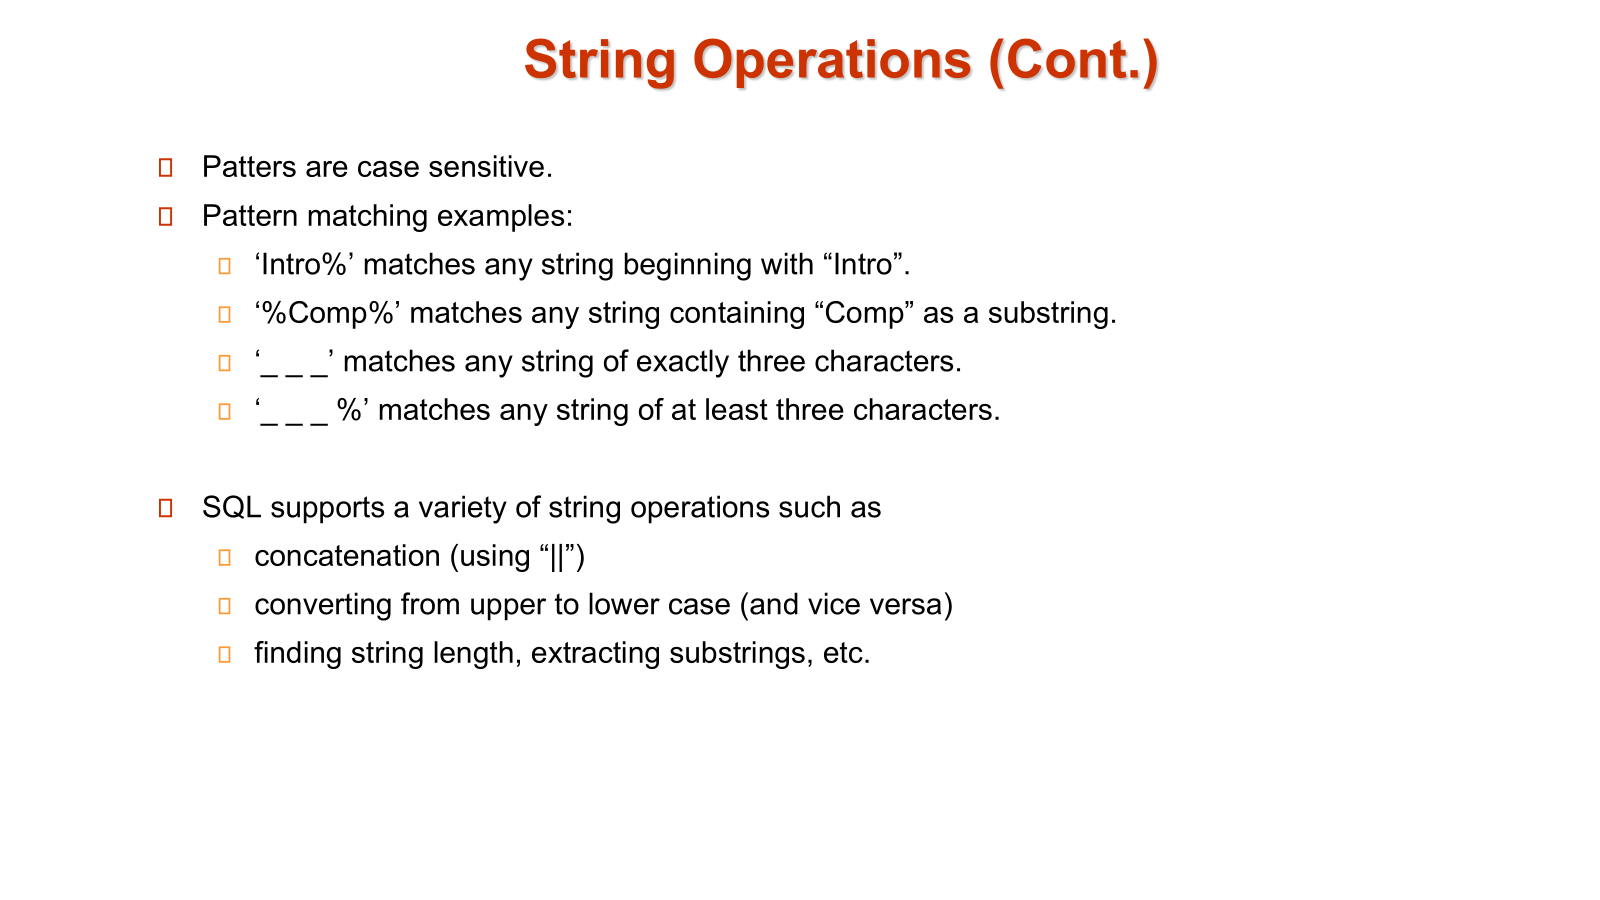 String Operations (Cont.)
Patters are case sensitive.
Pattern matching examples:
‘Intro%’ matches any string beginning with “Intro”.
‘%Comp%’ matches any string containing “Comp” as a substring.
‘_ _ _’ matches any string of exactly three characters.
‘_ _ _ %’ matches any string of at least three characters.
SQL supports a variety of string operations such as
concatenation (using “||”)
converting from upper to lower case (and vice versa)
finding string length, extracting substrings, etc.